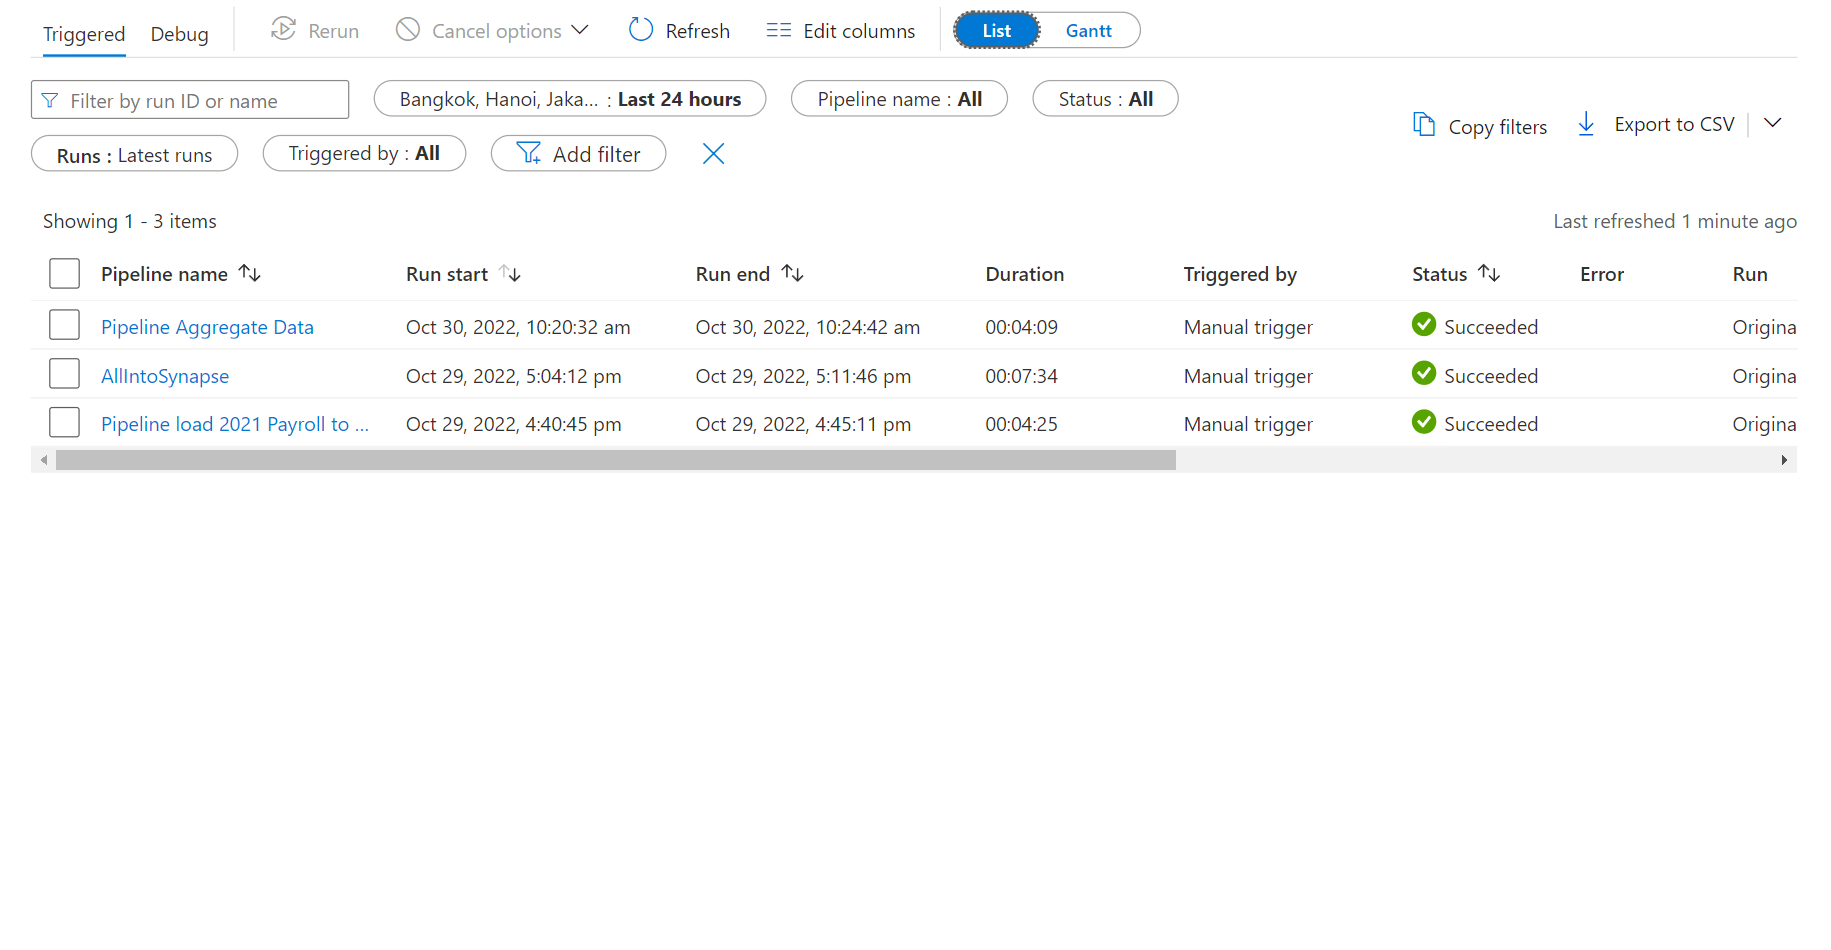 Triggered Debug Rerun Cancel options Refresh Edit columns List Gantt
Filter by run ID or name Bangkok, Hanoi, Jaka... : Last 24 hours Pipeline name : All Status : All
Copy filters Export to CSV
Runs : Latest runs Triggered by : All Add filter
Showing 1 - 3 items Last refreshed 1 minute ago
Pipeline name Run start Run end Duration Triggered by Status Error Run
Pipeline Aggregate Data Oct 30, 2022, 10:20:32 am Oct 30, 2022, 10:24:42 am 00:04:09 Manual trigger Succeeded Origina
AllIntoSynapse Oct 29, 2022, 5:04:12 pm Oct 29, 2022, 5:11:46 pm 00:07:34 Manual trigger Succeeded Origina
Pipeline load 2021 Payroll to ... Oct 29, 2022, 4:40:45 pm Oct 29, 2022, 4:45:11 pm 00:04:25 Manual trigger Succeeded Origina